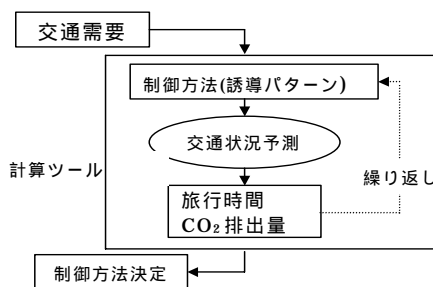 交通需要
制御方法(誘導パターン)
交通状況予測
計算ツール
繰り返し
旅行時間
CO₂排出量
制御方法決定